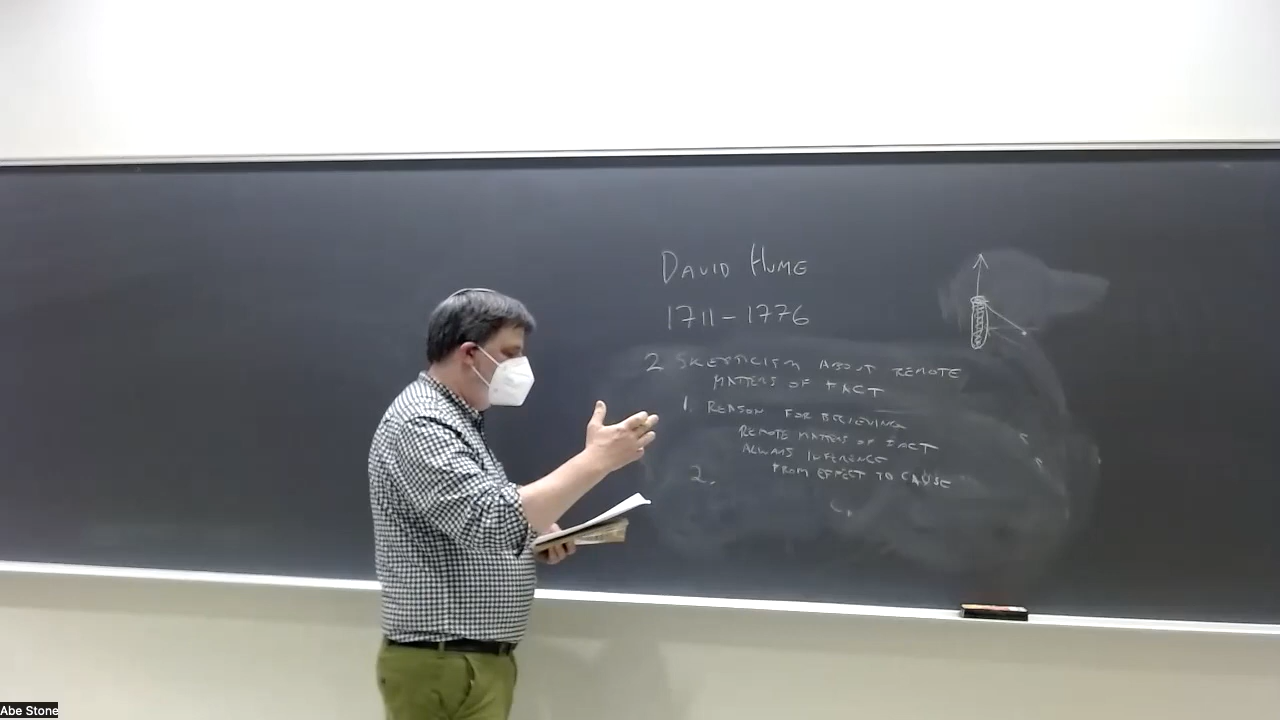 DAVID HUME
1711-1776
2 SKEPTICISM ABOUT REMOTE
MATTERS OF FACT
1. REASON FOR BELIEVING
REMOTE MATTERS OF FACT
ALWAYS INFERENCE
FROM EFFECT TO CAUSE
2.
Abe Stone